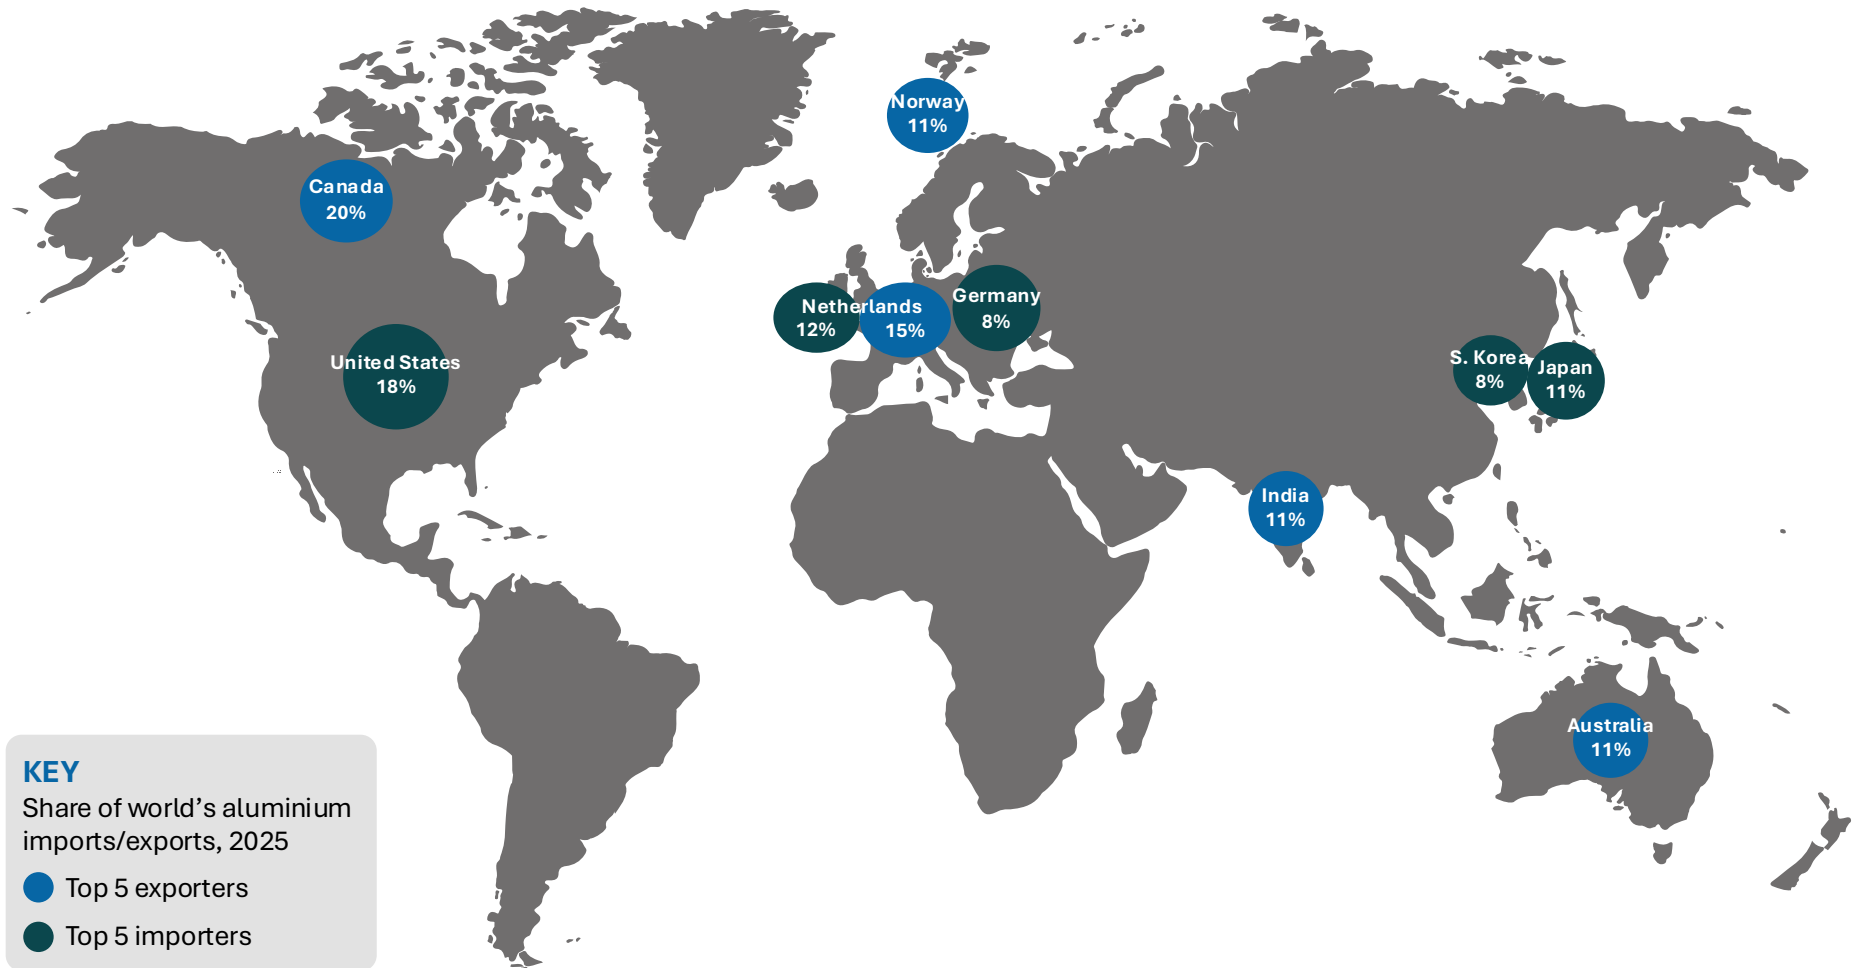 Norway
11%
Canada
20%
Netherlands
12%
15%
Germany
8%
United States
18%
S. Korea
8%
Japan
11%
India
11%
Australia
11%
KEY
Share of world’s aluminium
imports/exports, 2025
Top 5 exporters
Top 5 importers